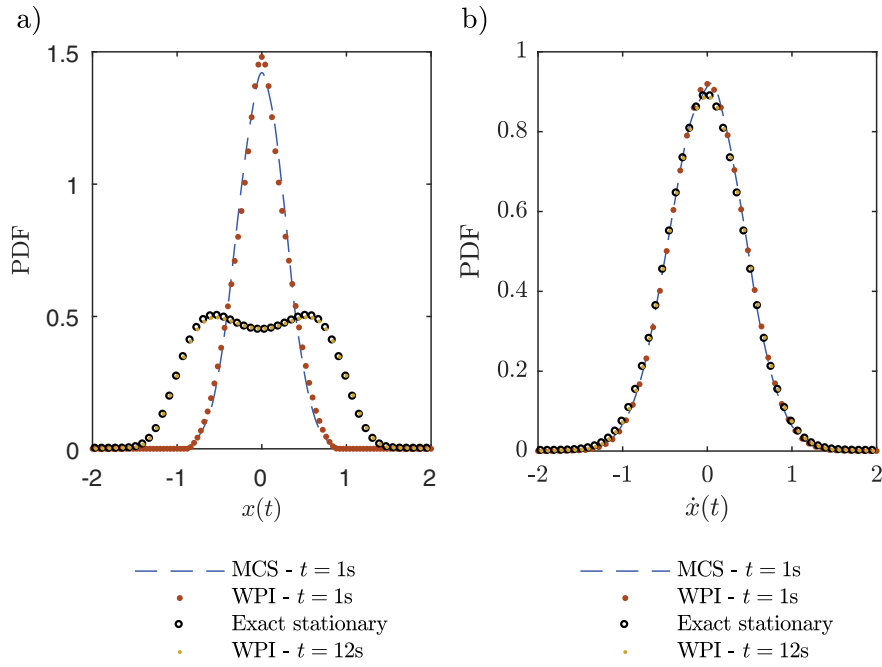 a)
1.5
1
0.5
0
PDF
-2
-1
0
1
2
x(t)
MCS - t = 1s
WPI - t = 1s
Exact stationary
WPI - t = 12s
b)
1
0.8
0.6
0.4
0.2
0
PDF
-2
-1
0
1
2
ẋ(t)
MCS - t = 1s
WPI - t = 1s
Exact stationary
WPI - t = 12s